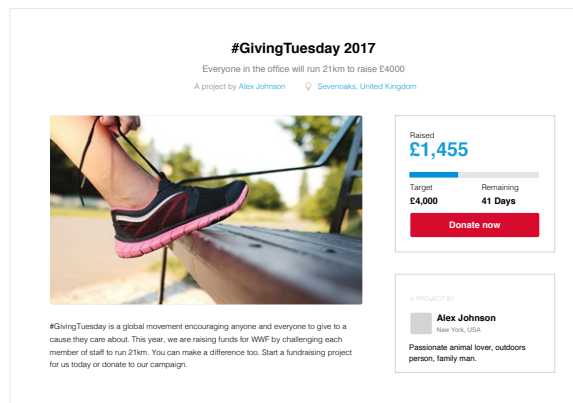 #GivingTuesday 2017
Everyone in the office will run 21km to raise £4000
A project by Alex Johnson Sevenoaks, United Kingdom
Raised
£1,455
Target Remaining
£4,000 41 Days
Donate now
#GivingTuesday is a global movement encouraging anyone and everyone to give to a
cause they care about. This year, we are raising funds for WWF by challenging each
member of staff to run 21km. You can make a difference too. Start a fundraising project
for us today or donate to our campaign.
A PROJECT BY
Alex Johnson
New York, USA
Passionate animal lover, outdoors
person, family man.